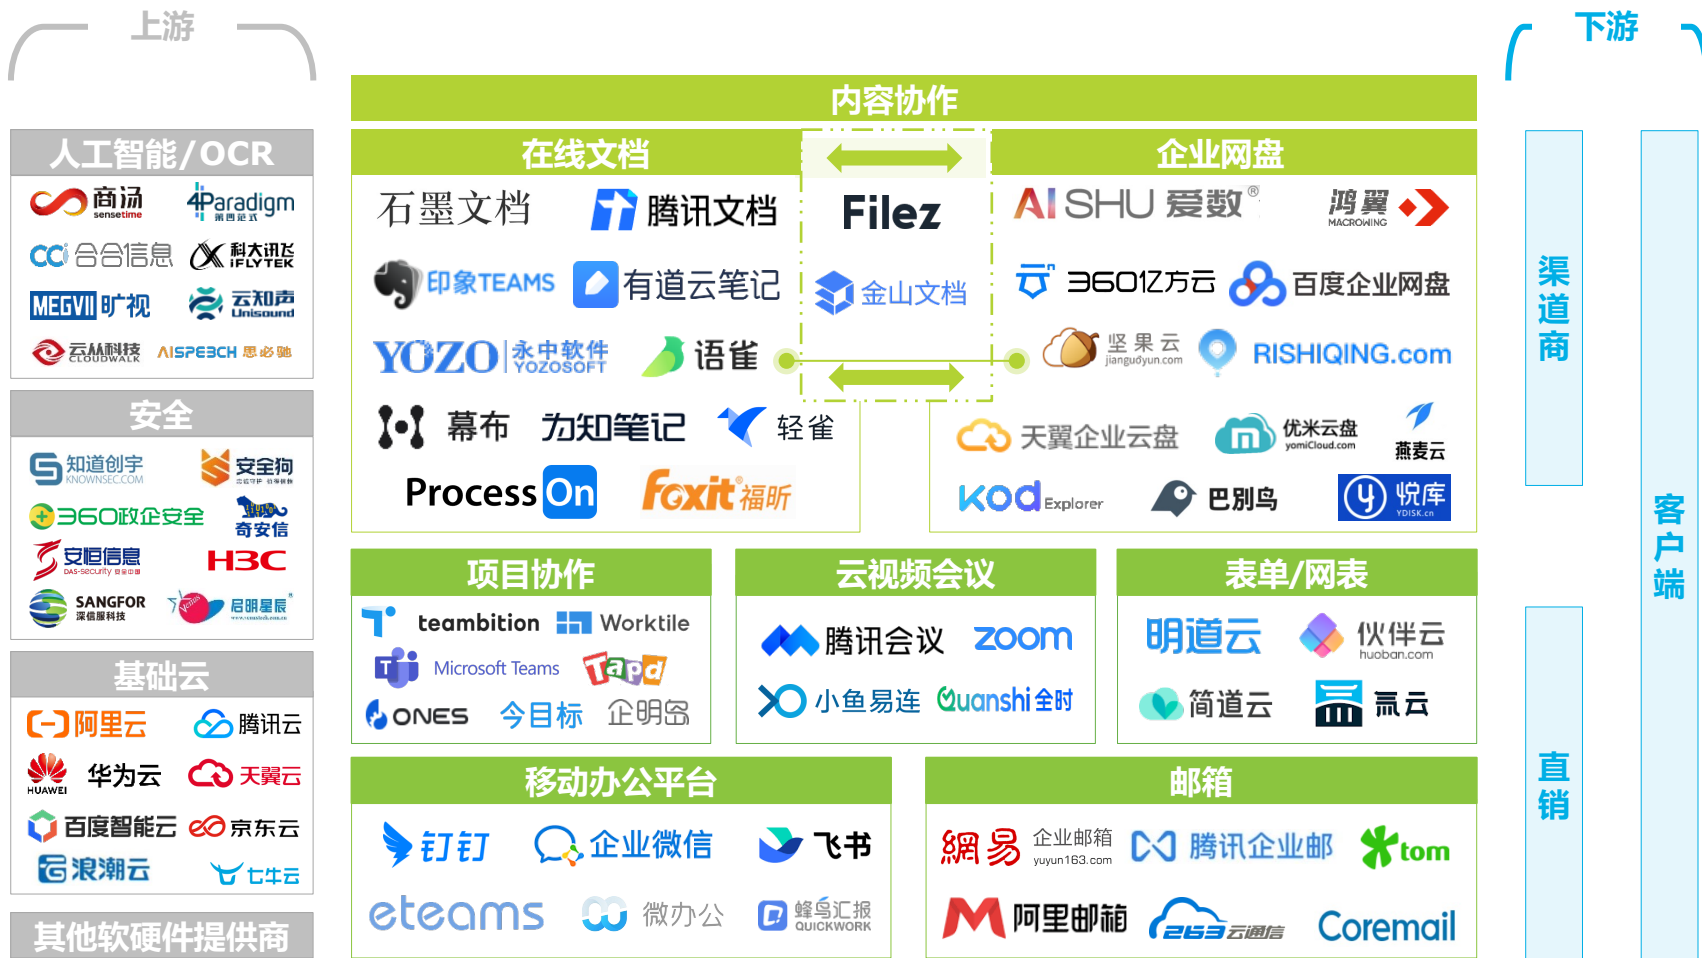 上游
下游
内容协作
人工智能/OCR
商汤
sensetime
4Paradigm
第四范式
CCi 合合信息
科大讯飞
iFLYTEK
MEGVII 旷视
云知声
Unisound
云从科技
CLOUDWALK
AISPEECH 思必驰
安全
知道创宇
KNOWNSEC.COM
安全狗
360政企安全
奇安信
安恒信息
DAS-security 安全中国
H3C
SANGFOR
深信服科技
Venus
启明星辰
www.venustech.com.cn
基础云
阿里云
腾讯云
HUAWEI
华为云
天翼云
百度智能云
京东云
浪潮云
七牛云
其他软硬件提供商
在线文档
石墨文档
腾讯文档
印象TEAMS
有道云笔记
YOZO 永中软件
YOZOSOFT
语雀
幕布
为知笔记
轻雀
ProcessOn
Foxit 福昕
Filez
金山文档
企业网盘
AISHU 爱数®
鸿翼
MACROWING
360亿方云
百度企业网盘
坚果云
jianguoyun.com
RISHIQING.com
天翼企业云盘
优米云盘
yomiCloud.com
燕麦云
kod Explorer
巴别鸟
悦库
YDISK.cn
项目协作
teambition
Worktile
Microsoft Teams
Tapd
ONES
今目标
企明岛
云视频会议
腾讯会议
zoom
小鱼易连
Quanshi 全时
表单/网表
明道云
伙伴云
huoban.com
简道云
氚云
移动办公平台
钉钉
企业微信
飞书
eteams
微办公
蜂鸟汇报
QUICKWORK
邮箱
網易
企业邮箱
yuyun163.com
腾讯企业邮
tom
阿里邮箱
263云通信
Coremail
渠道商
直销
客户端